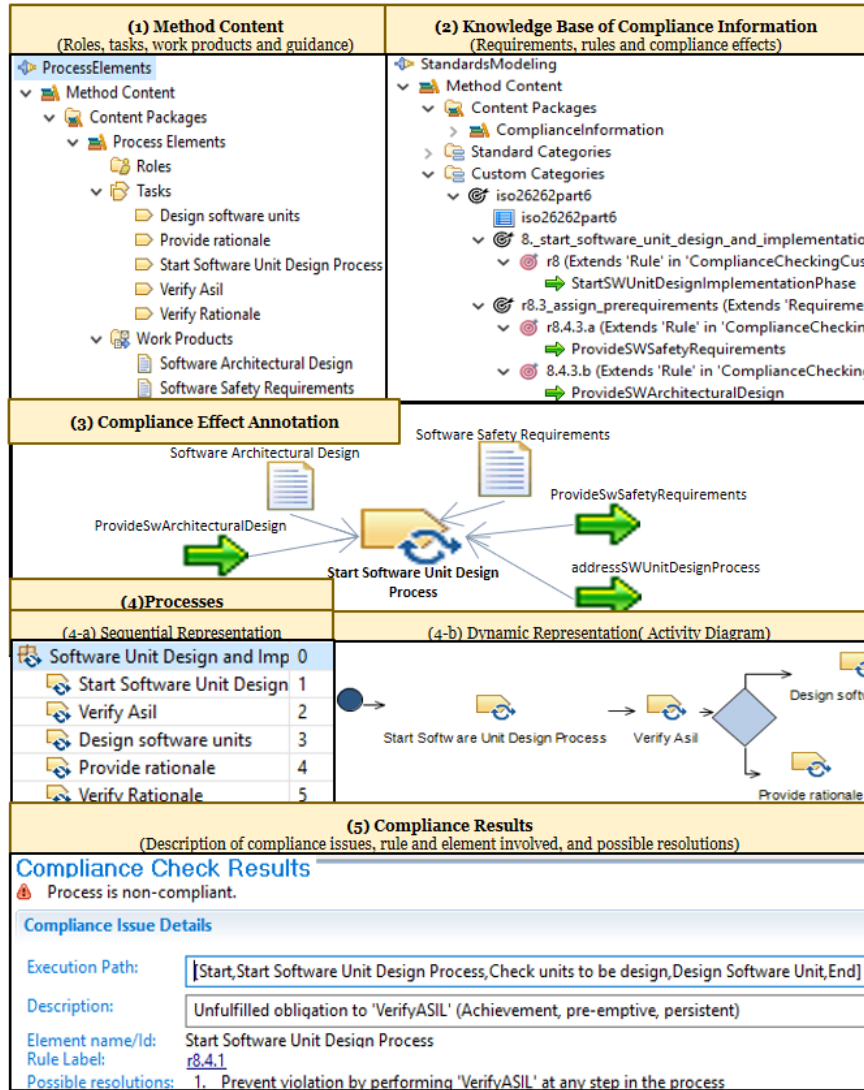 (1) Method Content
(Roles, tasks, work products and guidance)
ProcessElements
Method Content
Content Packages
Process Elements
Roles
Tasks
Design software units
Provide rationale
Start Software Unit Design Process
Verify Asil
Verify Rationale
Work Products
Software Architectural Design
Software Safety Requirements
(2) Knowledge Base of Compliance Information
(Requirements, rules and compliance effects)
StandardsModeling
Method Content
Content Packages
ComplianceInformation
Standard Categories
Custom Categories
iso26262part6
iso26262part6
8._start_software_unit_design_and_implementatio
r8 (Extends 'Rule' in 'ComplianceCheckingCus
StartSWUnitDesignImplementationPhase
r8.3_assign_prerequirements (Extends 'Requireme
r8.4.3.a (Extends 'Rule' in 'ComplianceCheckin
ProvideSWSafetyRequirements
8.4.3.b (Extends 'Rule' in 'ComplianceChecking
ProvideSWArchitecturalDesign
(3) Compliance Effect Annotation
Software Architectural Design
Software Safety Requirements
ProvideSwArchitecturalDesign
ProvideSwSafetyRequirements
Start Software Unit Design
Process
addressSWUnitDesignProcess
(4)Processes
(4-a) Sequential Representation
Software Unit Design and Imp 0
Start Software Unit Design 1
Verify Asil 2
Design software units 3
Provide rationale 4
Verify Rationale 5
(4-b) Dynamic Representation( Activity Diagram)
Start Software Unit Design Process
Verify Asil
Design softw
Provide rationale
(5) Compliance Results
(Description of compliance issues, rule and element involved, and possible resolutions)
Compliance Check Results
Process is non-compliant.
Compliance Issue Details
Execution Path: [Start,Start Software Unit Design Process,Check units to be design,Design Software Unit,End]
Description: Unfulfilled obligation to 'VerifyASIL' (Achievement, pre-emptive, persistent)
Element name/Id: Start Software Unit Design Process
Rule Label: r8.4.1
Possible resolutions: 1. Prevent violation by performing 'VerifyASIL' at any step in the process